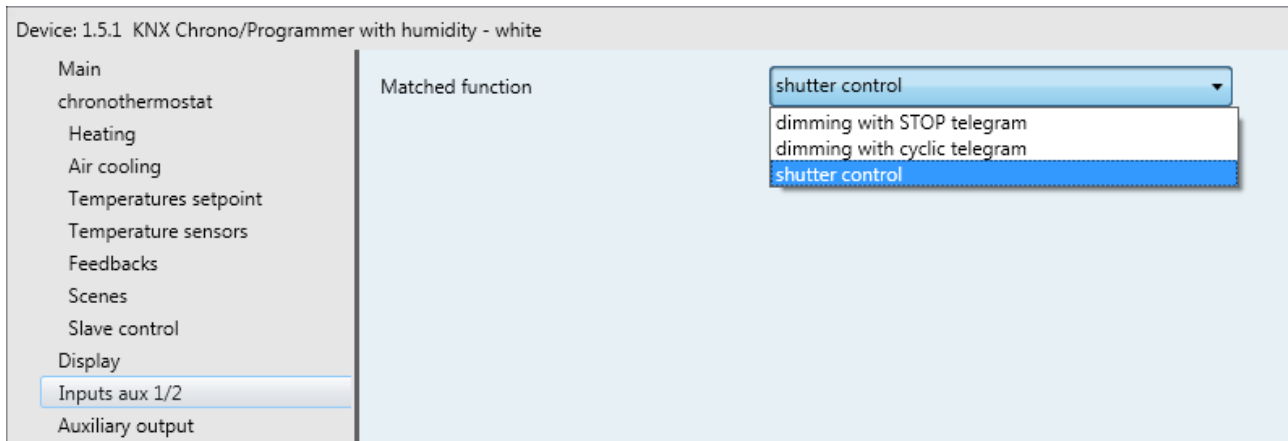 Device: 1.5.1 KNX Chrono/Programmer with humidity - white
Main
chronothermostat
Heating
Air cooling
Temperatures setpoint
Temperature sensors
Feedbacks
Scenes
Slave control
Display
Inputs aux 1/2
Auxiliary output
Matched function
shutter control
dimming with STOP telegram
dimming with cyclic telegram
shutter control